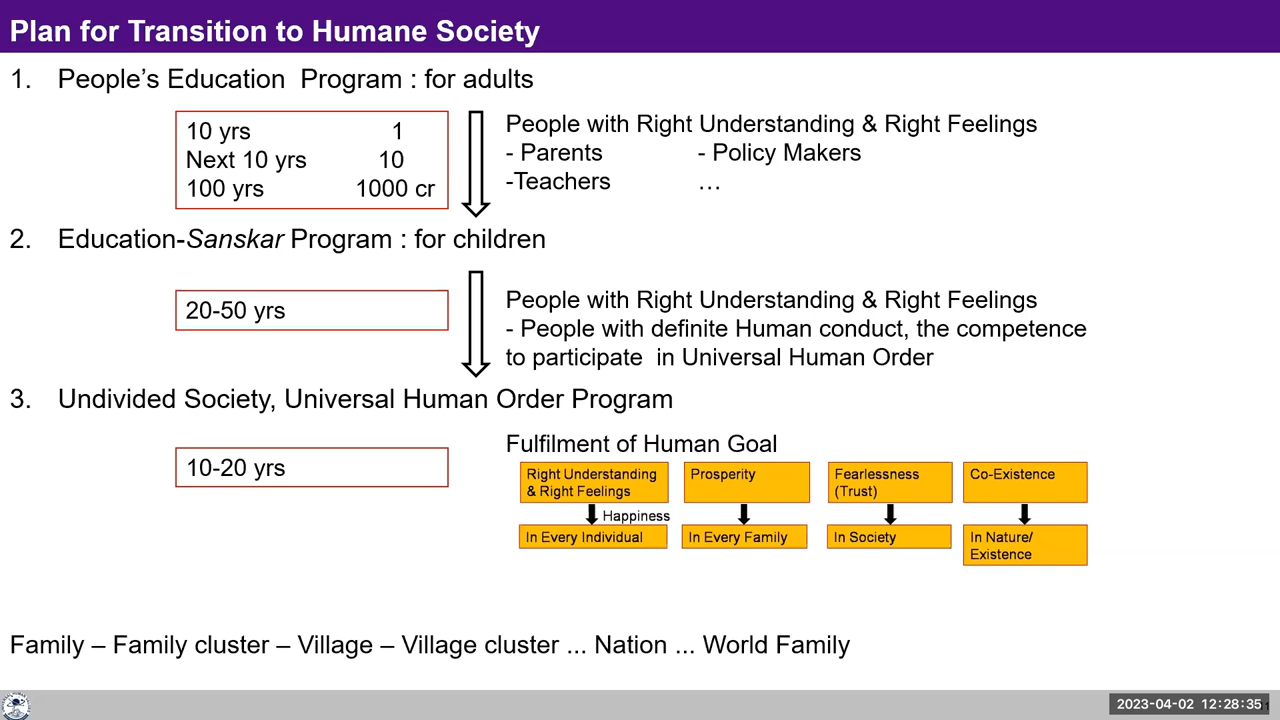 Plan for Transition to Humane Society
1. People’s Education Program : for adults
10 yrs 1
Next 10 yrs 10
100 yrs 1000 cr
People with Right Understanding & Right Feelings
- Parents - Policy Makers
-Teachers …
2. Education-Sanskar Program : for children
20-50 yrs
People with Right Understanding & Right Feelings
- People with definite Human conduct, the competence
to participate in Universal Human Order
3. Undivided Society, Universal Human Order Program
10-20 yrs
Fulfilment of Human Goal
Right Understanding
& Right Feelings
Prosperity
Fearlessness
(Trust)
Co-Existence
Happiness
In Every Individual
In Every Family
In Society
In Nature/
Existence
Family – Family cluster – Village – Village cluster ... Nation ... World Family
2023-04-02 12:28:35